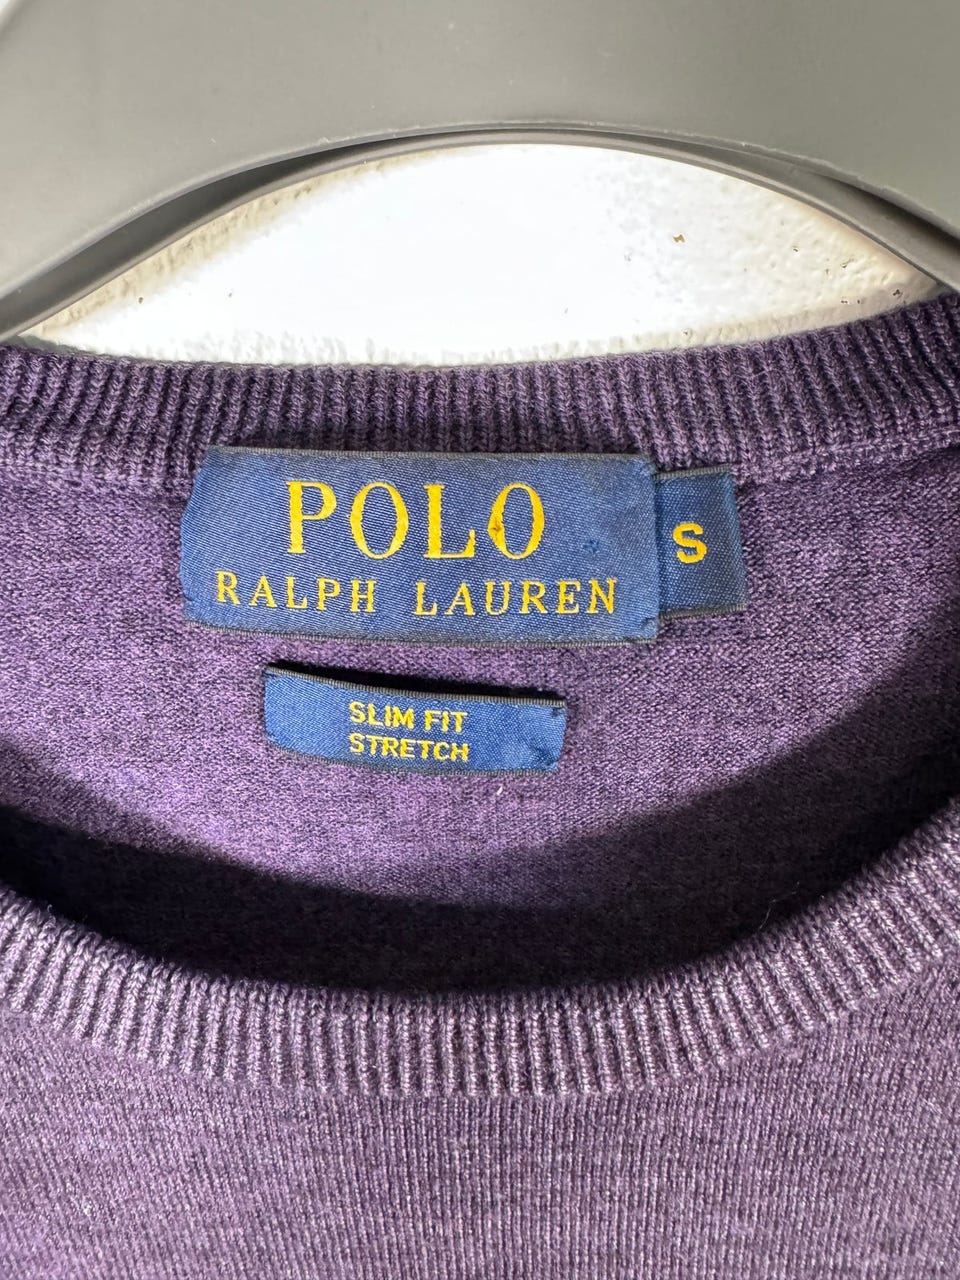 POLO
RALPH LAUREN
S
SLIM FIT
STRETCH